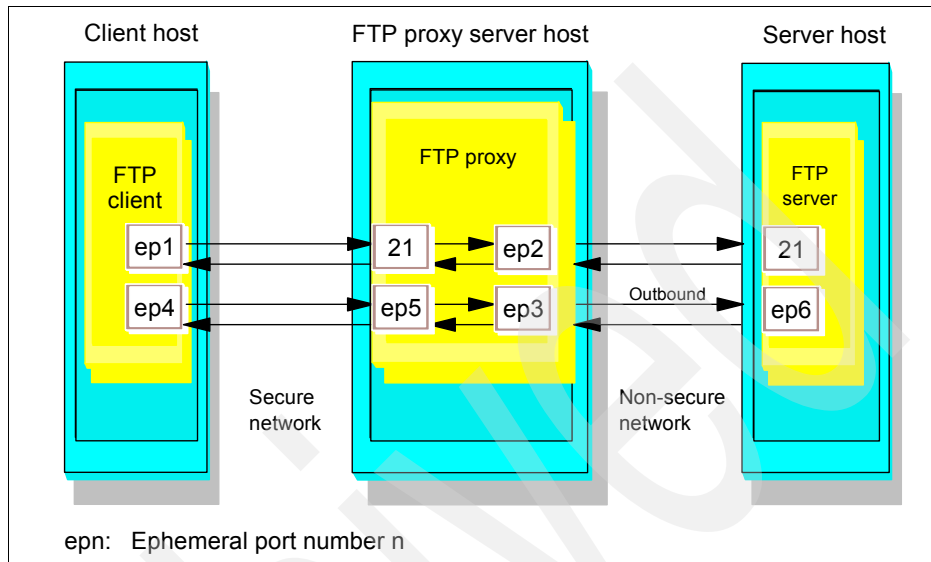 Client host
FTP proxy server host
Server host
FTP
client
FTP proxy
FTP
server
ep1
21
ep2
21
ep4
ep5
ep3
Outbound
ep6
Secure
network
Non-secure
network
epn: Ephemeral port number n